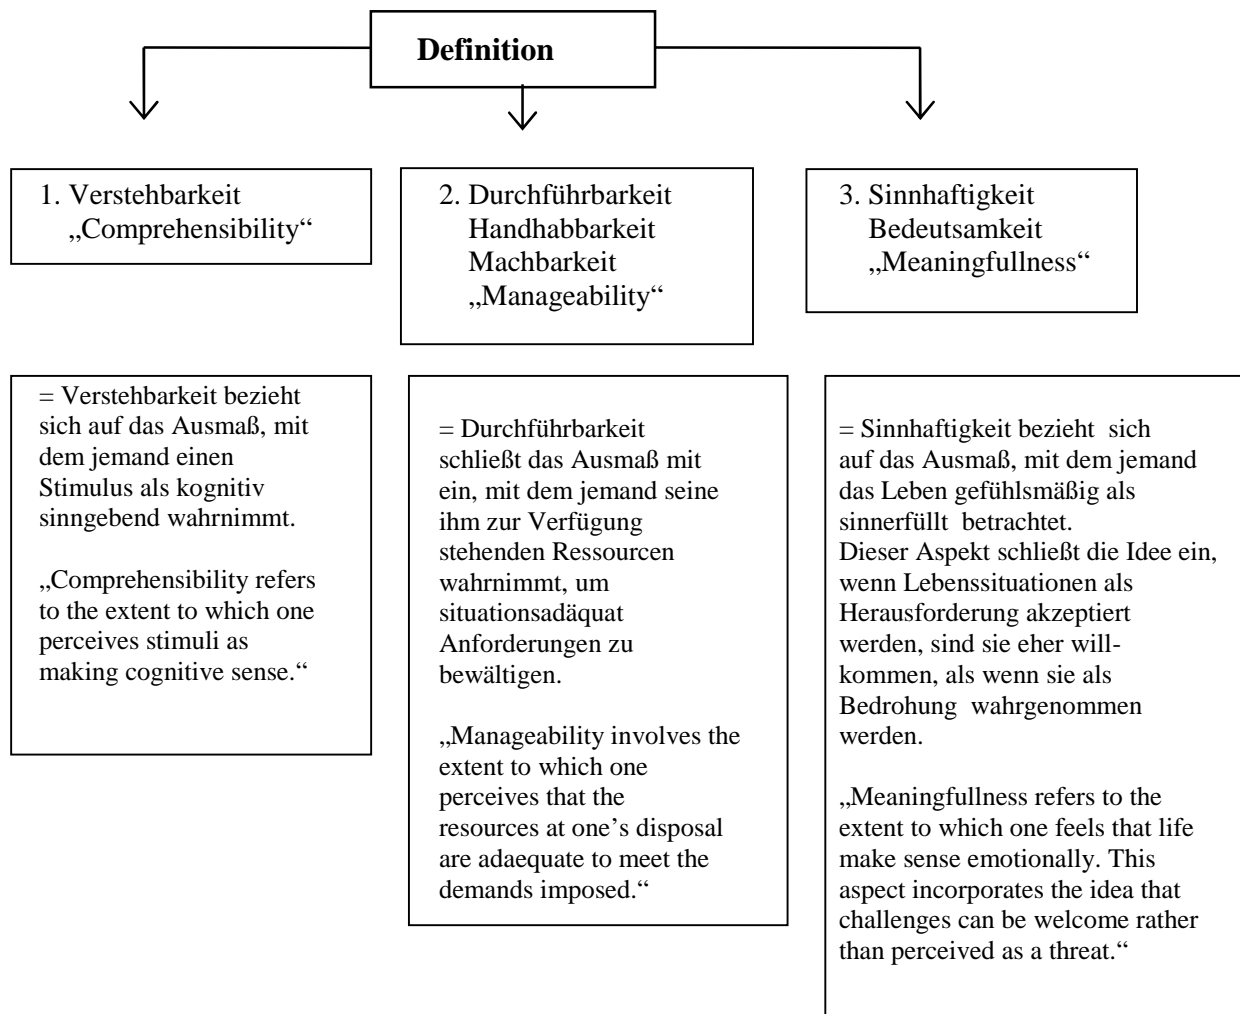 Definition
1. Verstehbarkeit
„Comprehensibility“
2. Durchführbarkeit
Handhabbarkeit
Machbarkeit
„Manageability“
3. Sinnhaftigkeit
Bedeutsamkeit
„Meaningfullness“
= Verstehbarkeit bezieht
sich auf das Ausmaß, mit
dem jemand einen
Stimulus als kognitiv
sinngebend wahrnimmt.
„Comprehensibility refers
to the extent to which one
perceives stimuli as
making cognitive sense.“
= Durchführbarkeit
schließt das Ausmaß mit
ein, mit dem jemand seine
ihm zur Verfügung
stehenden Ressourcen
wahrnimmt, um
situationsadäquat
Anforderungen zu
bewältigen.
„Manageability involves the
extent to which one
perceives that the
resources at one’s disposal
are adaequate to meet the
demands imposed.“
= Sinnhaftigkeit bezieht sich
auf das Ausmaß, mit dem jemand
das Leben gefühlsmäßig als
sinnerfüllt betrachtet.
Dieser Aspekt schließt die Idee ein,
wenn Lebenssituationen als
Herausforderung akzeptiert
werden, sind sie eher will-
kommen, als wenn sie als
Bedrohung wahrgenommen
werden.
„Meaningfullness refers to the
extent to which one feels that life
make sense emotionally. This
aspect incorporates the idea that
challenges can be welcome rather
than perceived as a threat.“